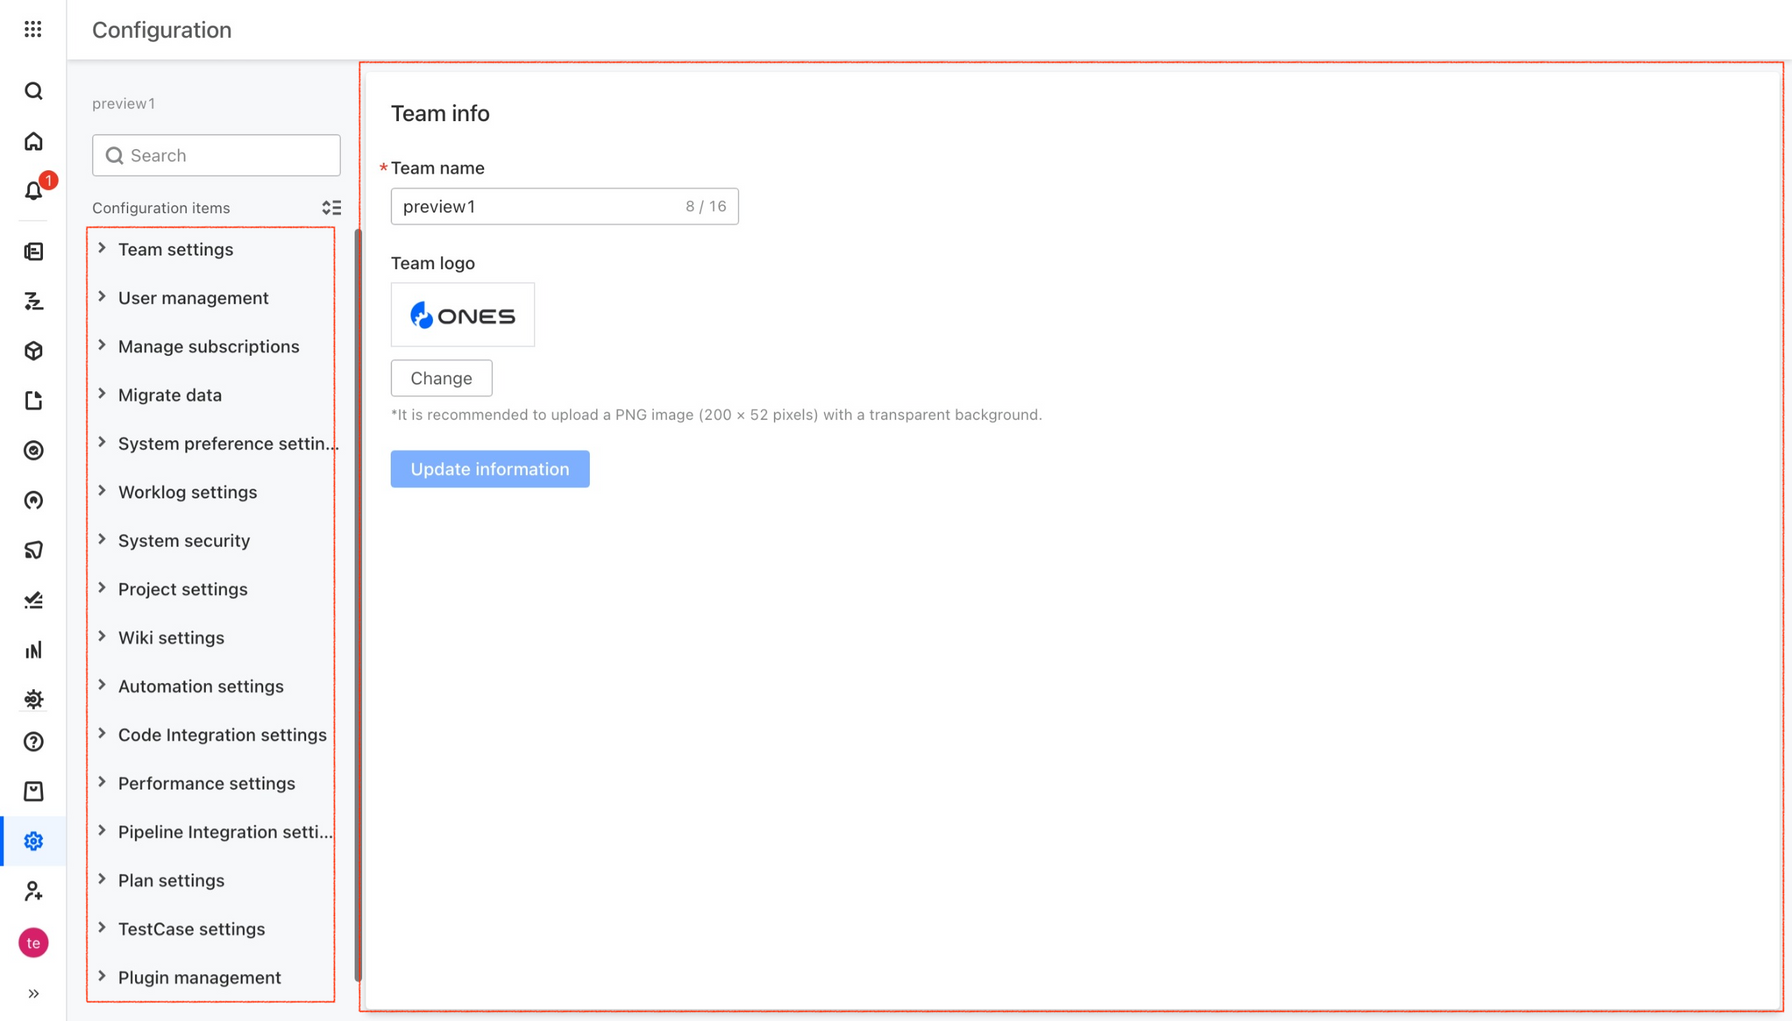 Configuration
preview1
Search
1
Configuration items
Team settings
User management
Manage subscriptions
Migrate data
System preference settin...
Worklog settings
System security
Project settings
Wiki settings
Automation settings
Code Integration settings
Performance settings
Pipeline Integration setti...
Plan settings
TestCase settings
Plugin management
te
Team info
* Team name
preview1 8 / 16
Team logo
ONES
Change
*It is recommended to upload a PNG image (200 × 52 pixels) with a transparent background.
Update information